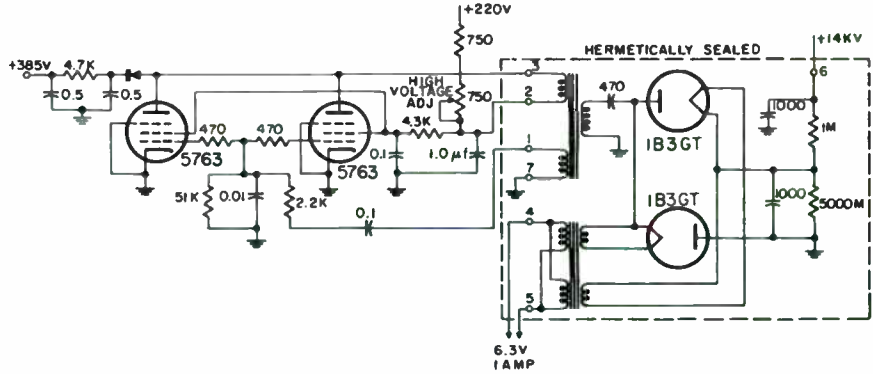 +220V
750
+385V
4.7K
0.5
0.5
HIGH
VOLTAGE
ADJ
750
470
470
5763
5763
4.3K
0.1
1.0 µf
51K
0.01
2.2K
0.1
HERMETICALLY SEALED
3
2
1
7
4
5
470
1B3GT
1B3GT
+14KV
6
1000
1M
1000
5000M
6.3V
1 AMP